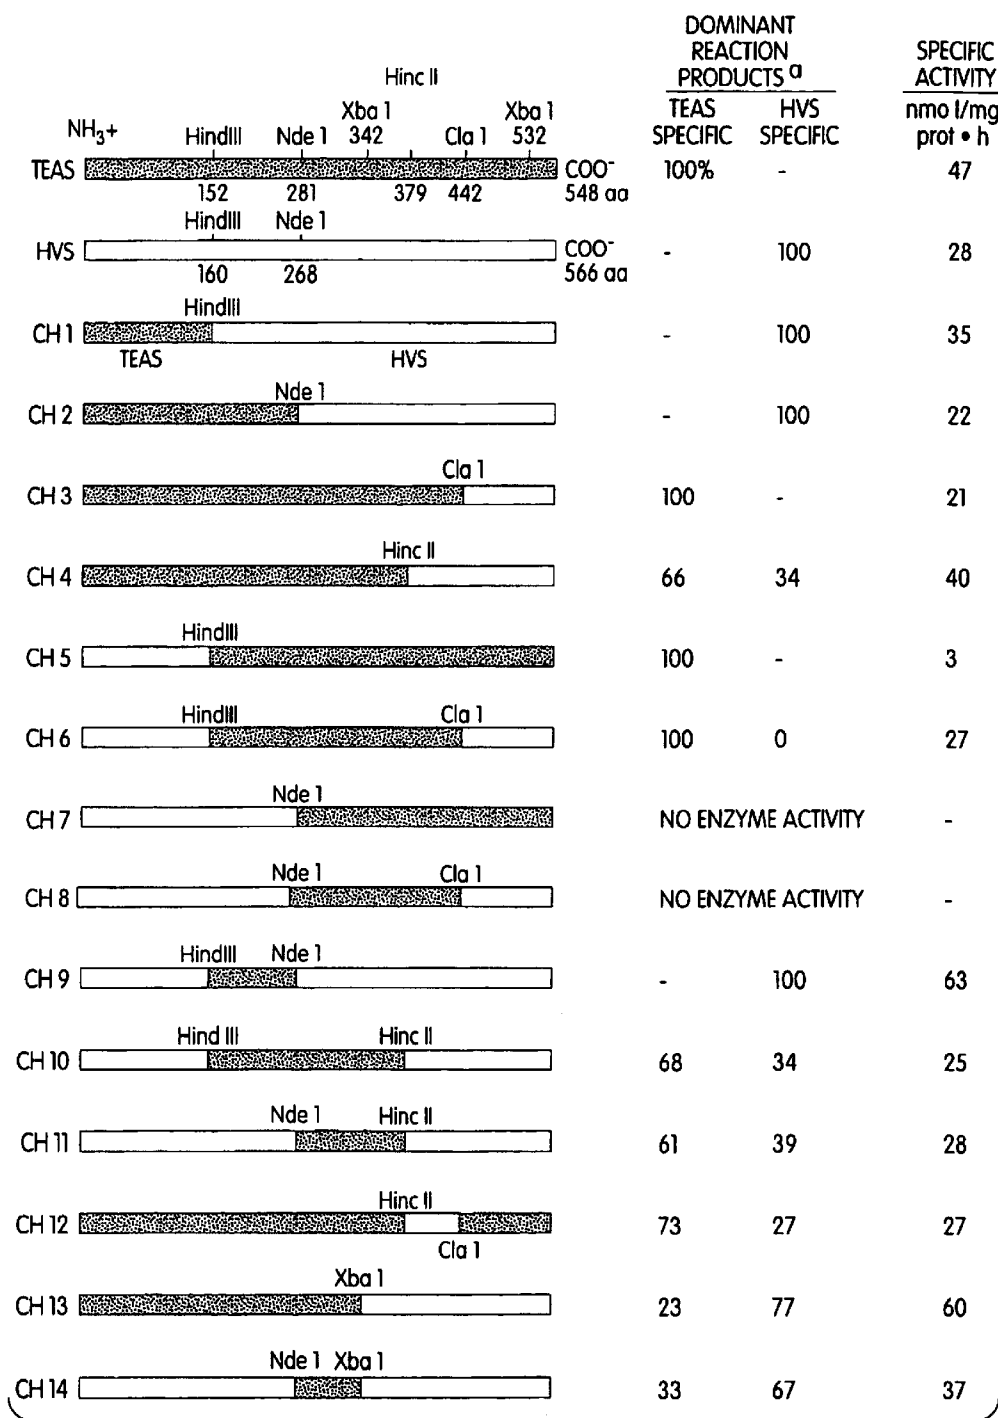 DOMINANT
REACTION
PRODUCTS a
SPECIFIC
ACTIVITY
TEAS
SPECIFIC
HVS
SPECIFIC
nmo l/mg
prot • h
Hinc II
Xba 1
342
Xba 1
532
NH3+
HindIII
Nde 1
Cla 1
TEAS
COO-
100%
-
47
152
281
379
442
548 aa
HindIII
Nde 1
HVS
COO-
-
100
28
160
268
566 aa
HindIII
CH 1
-
100
35
TEAS
HVS
Nde 1
CH 2
-
100
22
Cla 1
CH 3
100
-
21
Hinc II
CH 4
66
34
40
HindIII
CH 5
100
-
3
HindIII
Cla 1
CH 6
100
0
27
Nde 1
CH 7
NO ENZYME ACTIVITY
-
Nde 1
Cla 1
CH 8
NO ENZYME ACTIVITY
-
HindIII
Nde 1
CH 9
-
100
63
Hind III
Hinc II
CH 10
68
34
25
Nde 1
Hinc II
CH 11
61
39
28
Hinc II
CH 12
73
27
27
Cla 1
Xba 1
CH 13
23
77
60
Nde 1
Xba 1
CH 14
33
67
37